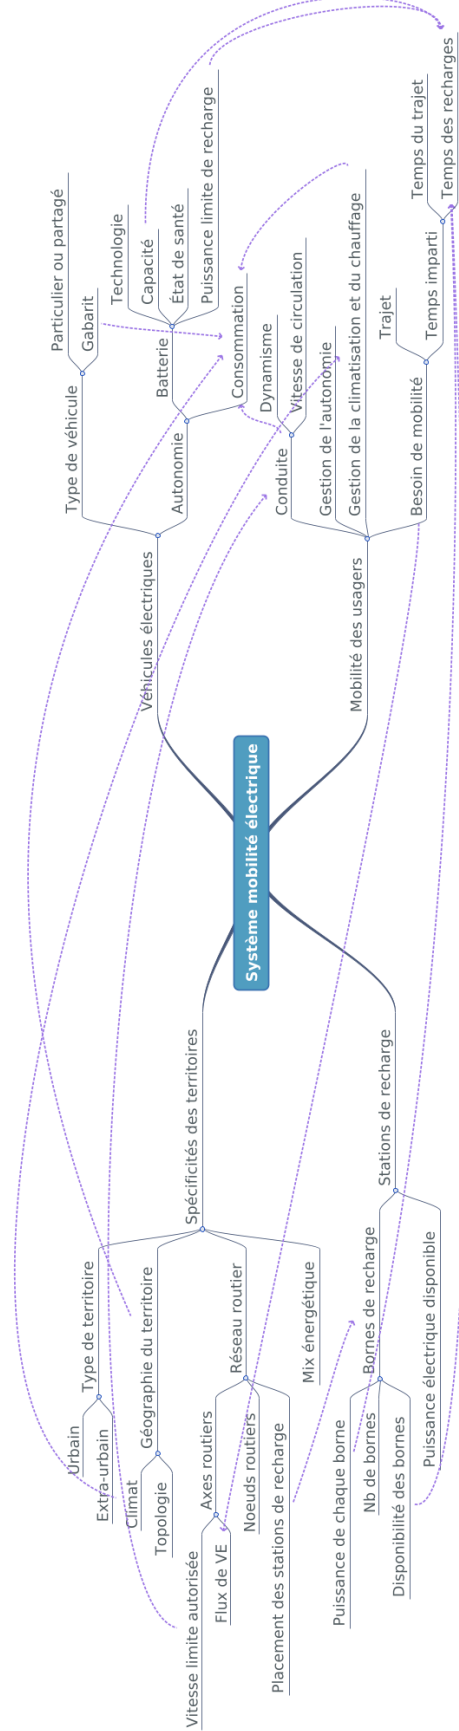 Système mobilité électrique
Véhicules électriques
Type de véhicule
Particulier ou partagé
Gabarit
Autonomie
Batterie
Technologie
Capacité
État de santé
Puissance limite de recharge
Consommation
Mobilité des usagers
Conduite
Dynamisme
Vitesse de circulation
Gestion de l'autonomie
Gestion de la climatisation et du chauffage
Besoin de mobilité
Trajet
Temps imparti
Temps du trajet
Temps des recharges
Spécificités des territoires
Type de territoire
Urbain
Extra-urbain
Géographie du territoire
Climat
Topologie
Réseau routier
Axes routiers
Vitesse limite autorisée
Flux de VE
Noeuds routiers
Placement des stations de recharge
Mix énergétique
Stations de recharge
Bornes de recharge
Puissance de chaque borne
Nb de bornes
Disponibilité des bornes
Puissance électrique disponible